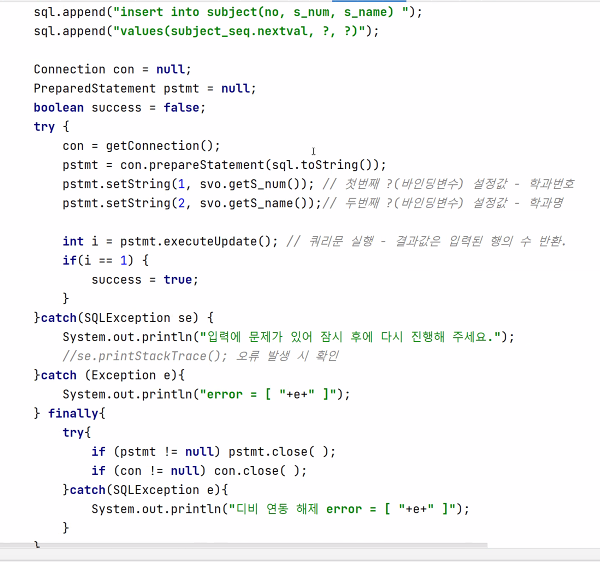 sql.append("insert into subject(no, s_num, s_name) ");
sql.append("values(subject_seq.nextval, ?, ?)");
Connection con = null;
PreparedStatement pstmt = null;
boolean success = false;
try {
con = getConnection();
pstmt = con.prepareStatement(sql.toString());
pstmt.setString(1, svo.getS_num()); // 첫번째 ?(바인딩변수) 설정값 - 학과번호
pstmt.setString(2, svo.getS_name());// 두번째 ?(바인딩변수) 설정값 - 학과명
int i = pstmt.executeUpdate(); // 쿼리문 실행 - 결과값은 입력된 행의 수 반환.
if(i == 1) {
success = true;
}
}catch(SQLException se) {
System.out.println("입력에 문제가 있어 잠시 후에 다시 진행해 주세요.");
//se.printStackTrace(); 오류 발생 시 확인
}catch (Exception e){
System.out.println("error = [ "+e+" ]");
} finally{
try{
if (pstmt != null) pstmt.close( );
if (con != null) con.close( );
}catch(SQLException e){
System.out.println("디비 연동 해제 error = [ "+e+" ]");
}
}